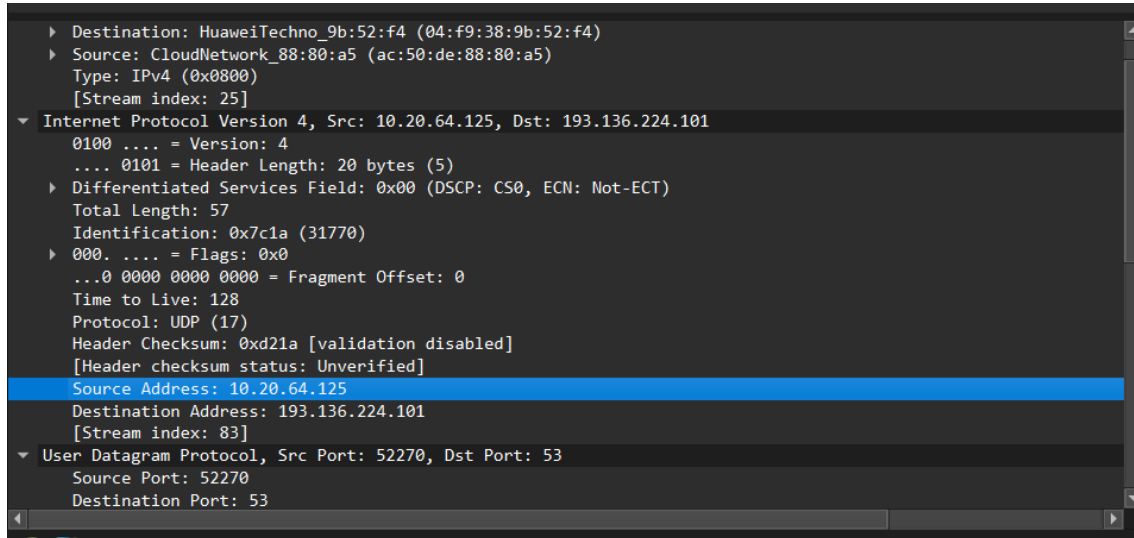 Destination: HuaweiTechno_9b:52:f4 (04:f9:38:9b:52:f4)
Source: CloudNetwork_88:80:a5 (ac:50:de:88:80:a5)
Type: IPv4 (0x0800)
[Stream index: 25]
Internet Protocol Version 4, Src: 10.20.64.125, Dst: 193.136.224.101
0100 .... = Version: 4
.... 0101 = Header Length: 20 bytes (5)
Differentiated Services Field: 0x00 (DSCP: CS0, ECN: Not-ECT)
Total Length: 57
Identification: 0x7c1a (31770)
000. .... = Flags: 0x0
...0 0000 0000 0000 = Fragment Offset: 0
Time to Live: 128
Protocol: UDP (17)
Header Checksum: 0xd21a [validation disabled]
[Header checksum status: Unverified]
Source Address: 10.20.64.125
Destination Address: 193.136.224.101
[Stream index: 83]
User Datagram Protocol, Src Port: 52270, Dst Port: 53
Source Port: 52270
Destination Port: 53